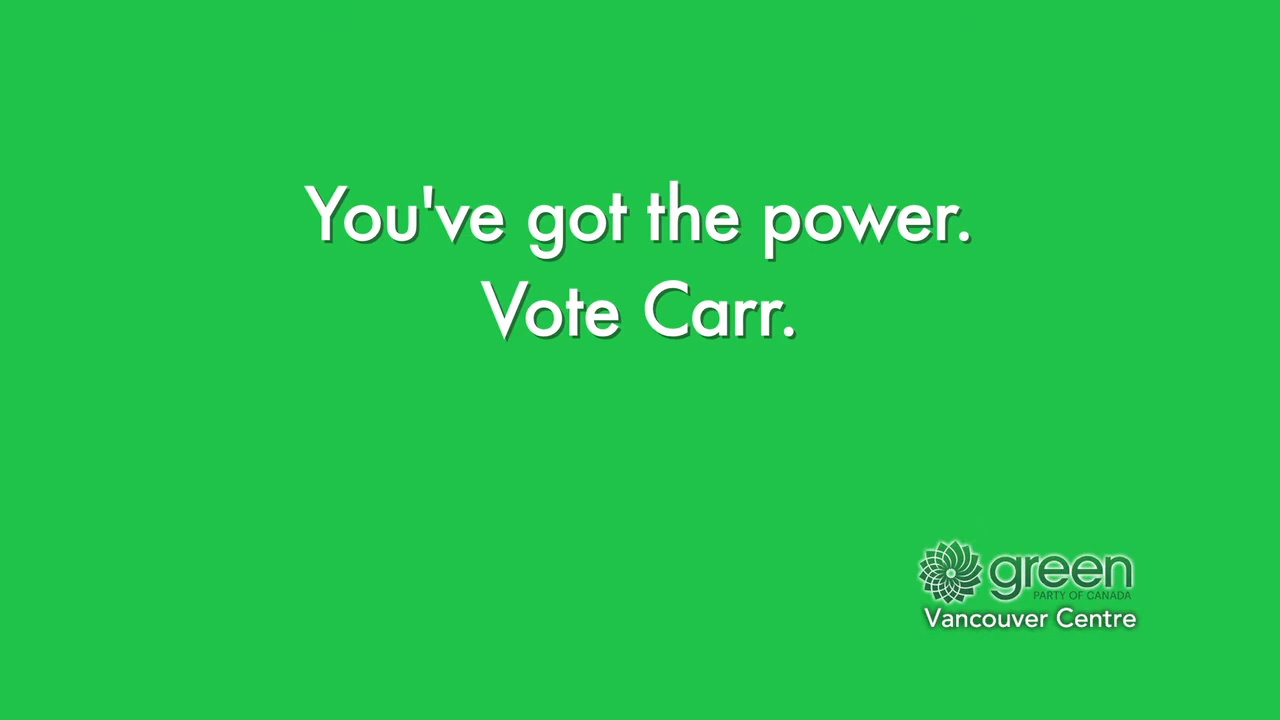 You've got the power.
Vote Carr.
green
PARTY OF CANADA
Vancouver Centre